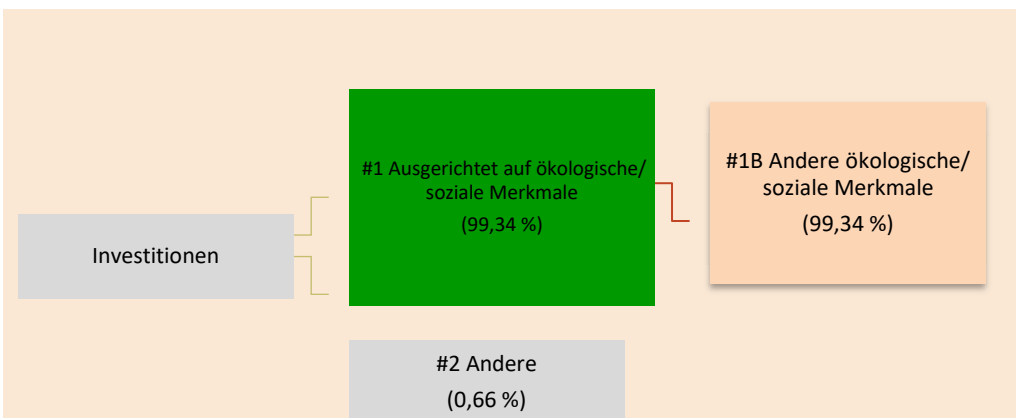 Investitionen
#1 Ausgerichtet auf ökologische/
soziale Merkmale
(99,34 %)
#1B Andere ökologische/
soziale Merkmale
(99,34 %)
#2 Andere
(0,66 %)